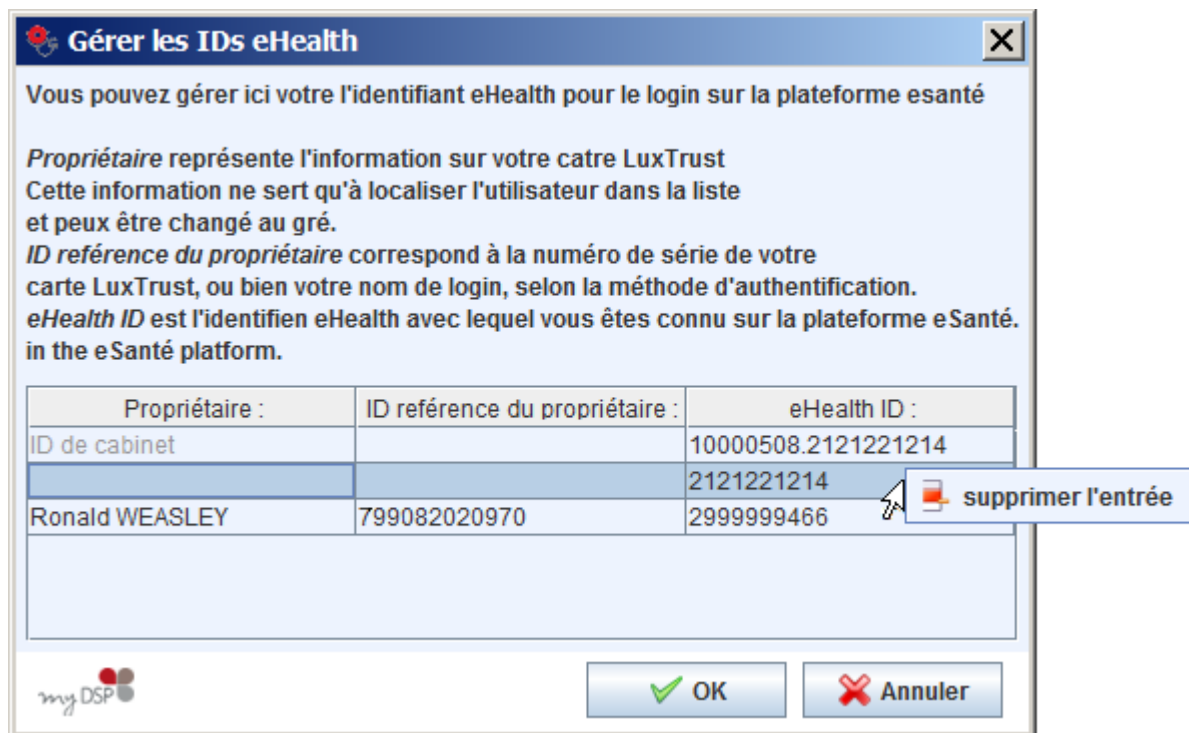 Gérer les IDs eHealth
Vous pouvez gérer ici votre l'identifiant eHealth pour le login sur la plateforme esanté
Propriétaire représente l'information sur votre catre LuxTrust
Cette information ne sert qu'à localiser l'utilisateur dans la liste
et peux être changé au gré.
ID reférence du propriétaire correspond à la numéro de série de votre
carte LuxTrust, ou bien votre nom de login, selon la méthode d'authentification.
eHealth ID est l'identifien eHealth avec lequel vous êtes connu sur la plateforme eSanté.
in the eSanté platform.
Propriétaire : ID reférence du propriétaire : eHealth ID :
ID de cabinet 10000508.2121221214
2121221214
supprimer l'entrée
Ronald WEASLEY 799082020970 2999999466
my DSP OK Annuler